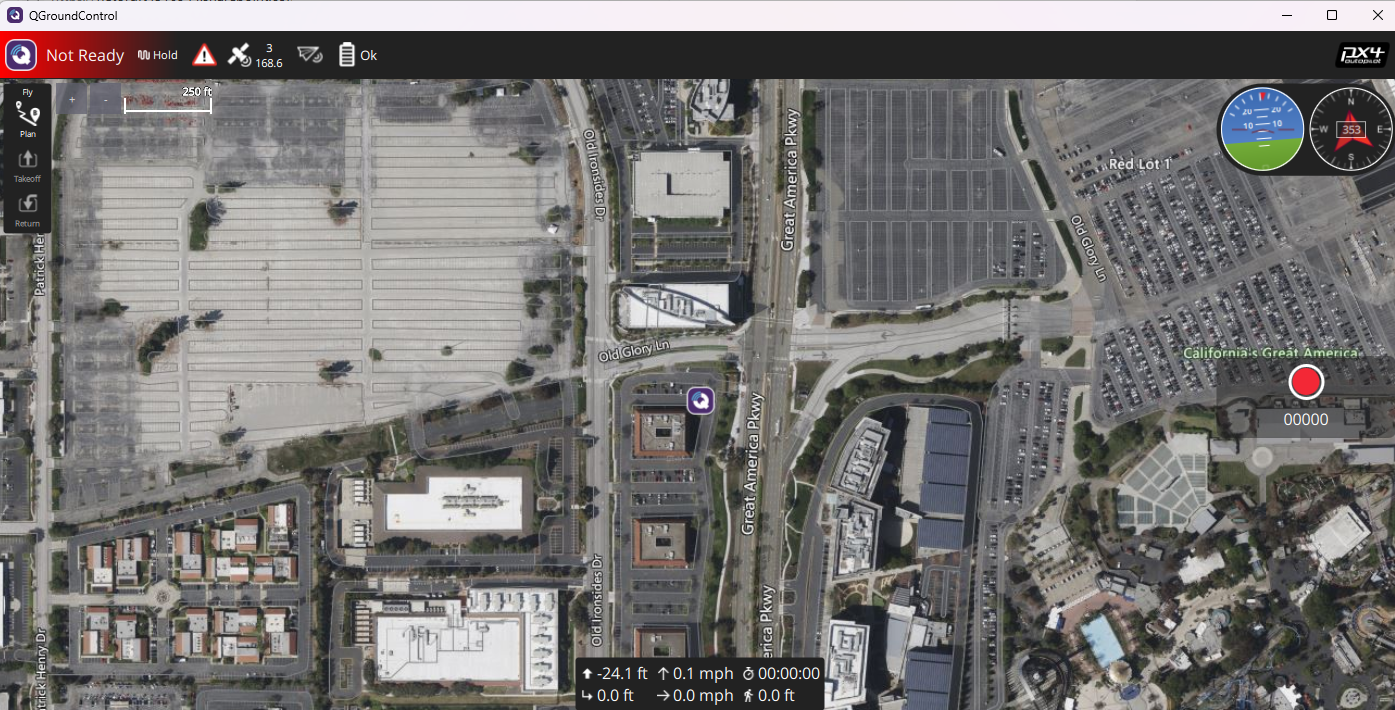 QGroundControl
Not Ready
Hold
3
168.6
Ok
PX4
autopilot
Fly
Plan
Takeoff
Return
+
-
250 ft
20
20
10
10
N
W
353
E
S
Old Ironsides Dr
Great America Pkwy
Red Lot 1
Old Glory Ln
Patrick Hen
Old Glory Ln
California's Great America
00000
Great America Pkwy
Old Ironsides Dr
erica Pkwy
trick Henry Dr
-24.1 ft
0.1 mph
00:00:00
0.0 ft
0.0 mph
0.0 ft